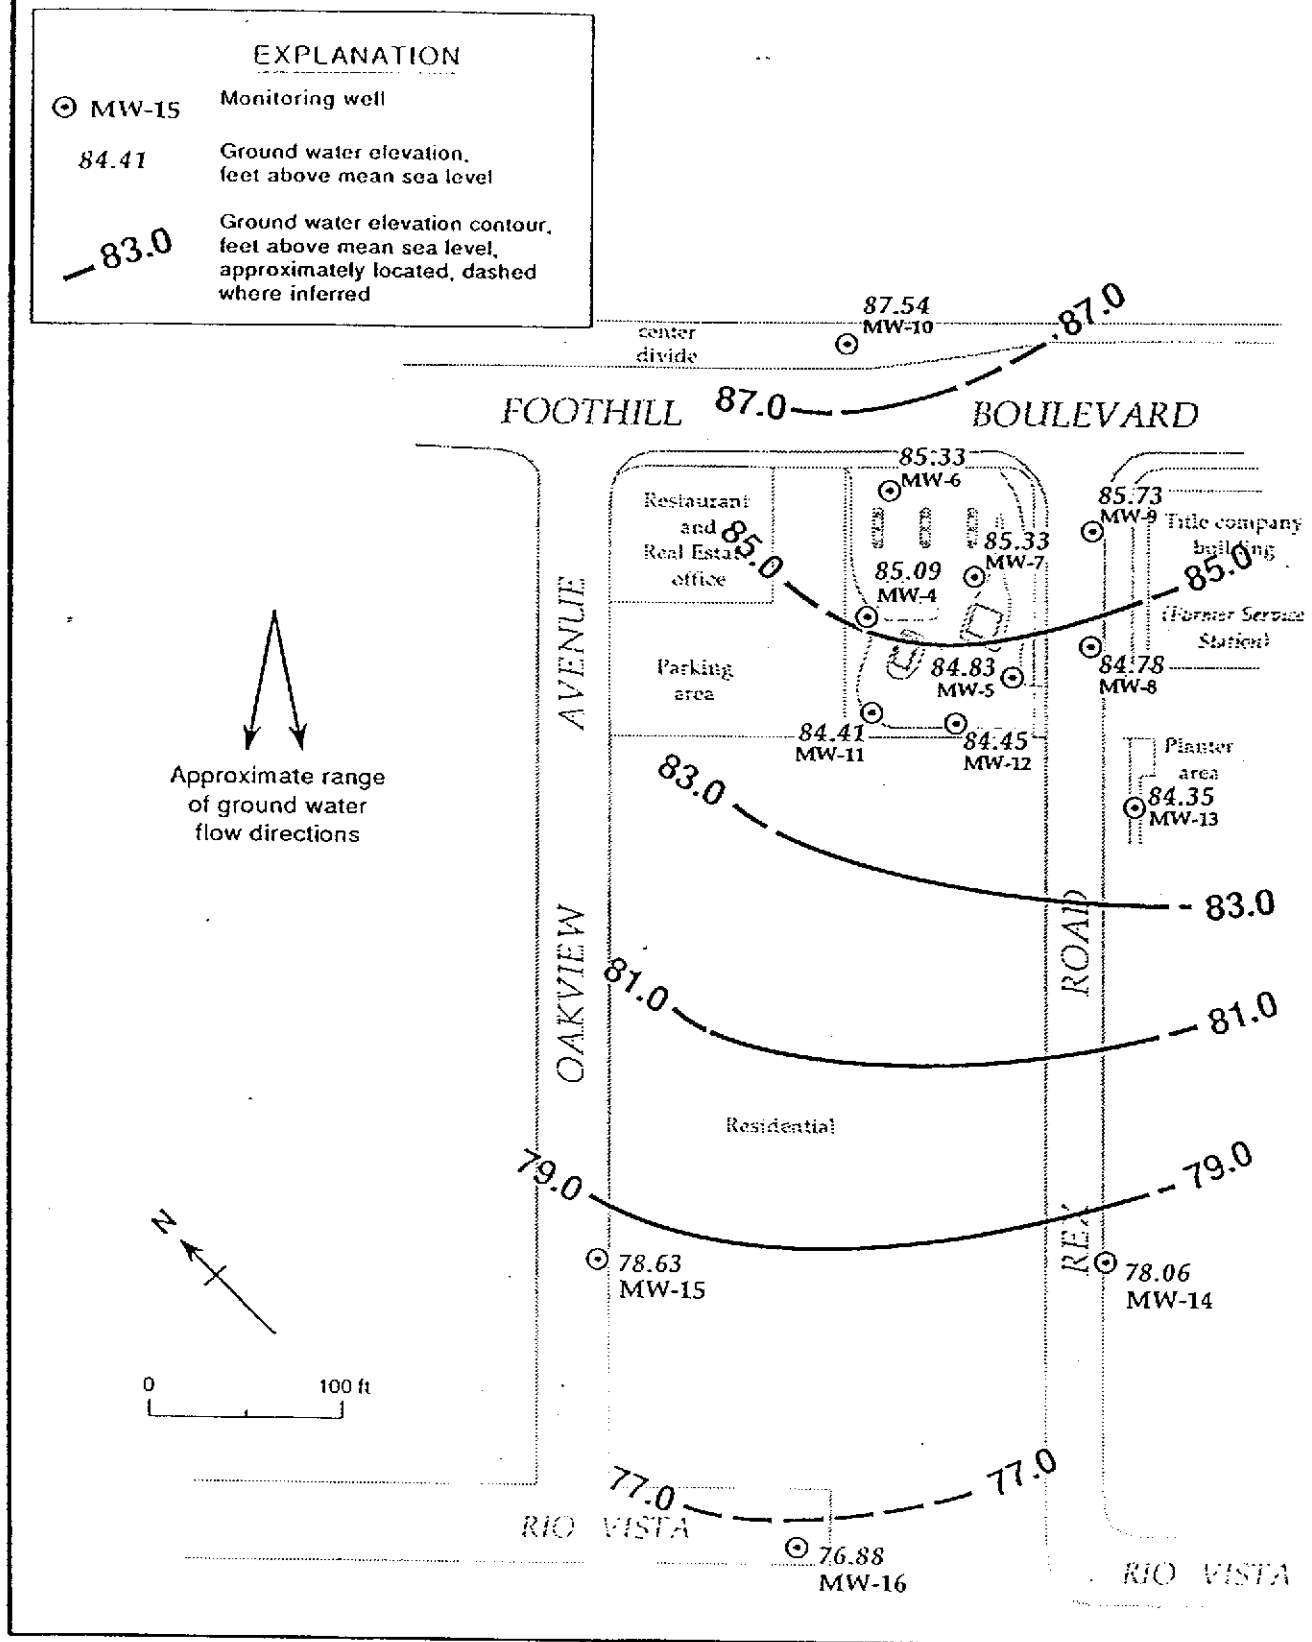 EXPLANATION
MW-15 Monitoring well
84.41 Ground water elevation,
feet above mean sea level
83.0 Ground water elevation contour,
feet above mean sea level,
approximately located, dashed
where inferred
87.54
MW-10
87.0
center
divide
FOOTHILL 87.0 BOULEVARD
85.33
MW-6
85.73
MW-9
Restaurant
and
Real Estate
office
85.0
85.33
MW-7
85.09
MW-4
Title company
building
85.0
(Former Service
Station)
AVENUE
Parking
area
84.83
MW-5
84.78
MW-8
84.41
MW-11
84.45
MW-12
Planter
area
84.35
MW-13
Approximate range
of ground water
flow directions
83.0
83.0
ROAD
OAKVIEW
81.0
81.0
Residential
79.0
79.0
N
REX
78.63
MW-15
78.06
MW-14
0 100 ft
77.0
77.0
RIO VISTA
76.88
MW-16
RIO VISTA